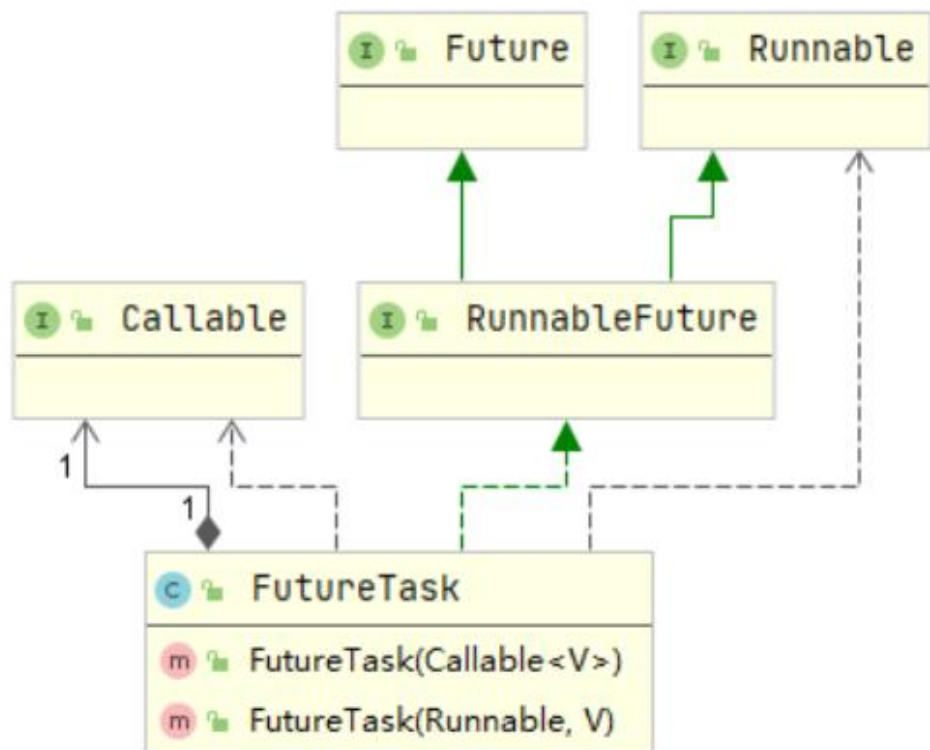 I Future
I Runnable
I Callable
I RunnableFuture
1
1
C FutureTask
m FutureTask(Callable<V>)
m FutureTask(Runnable, V)